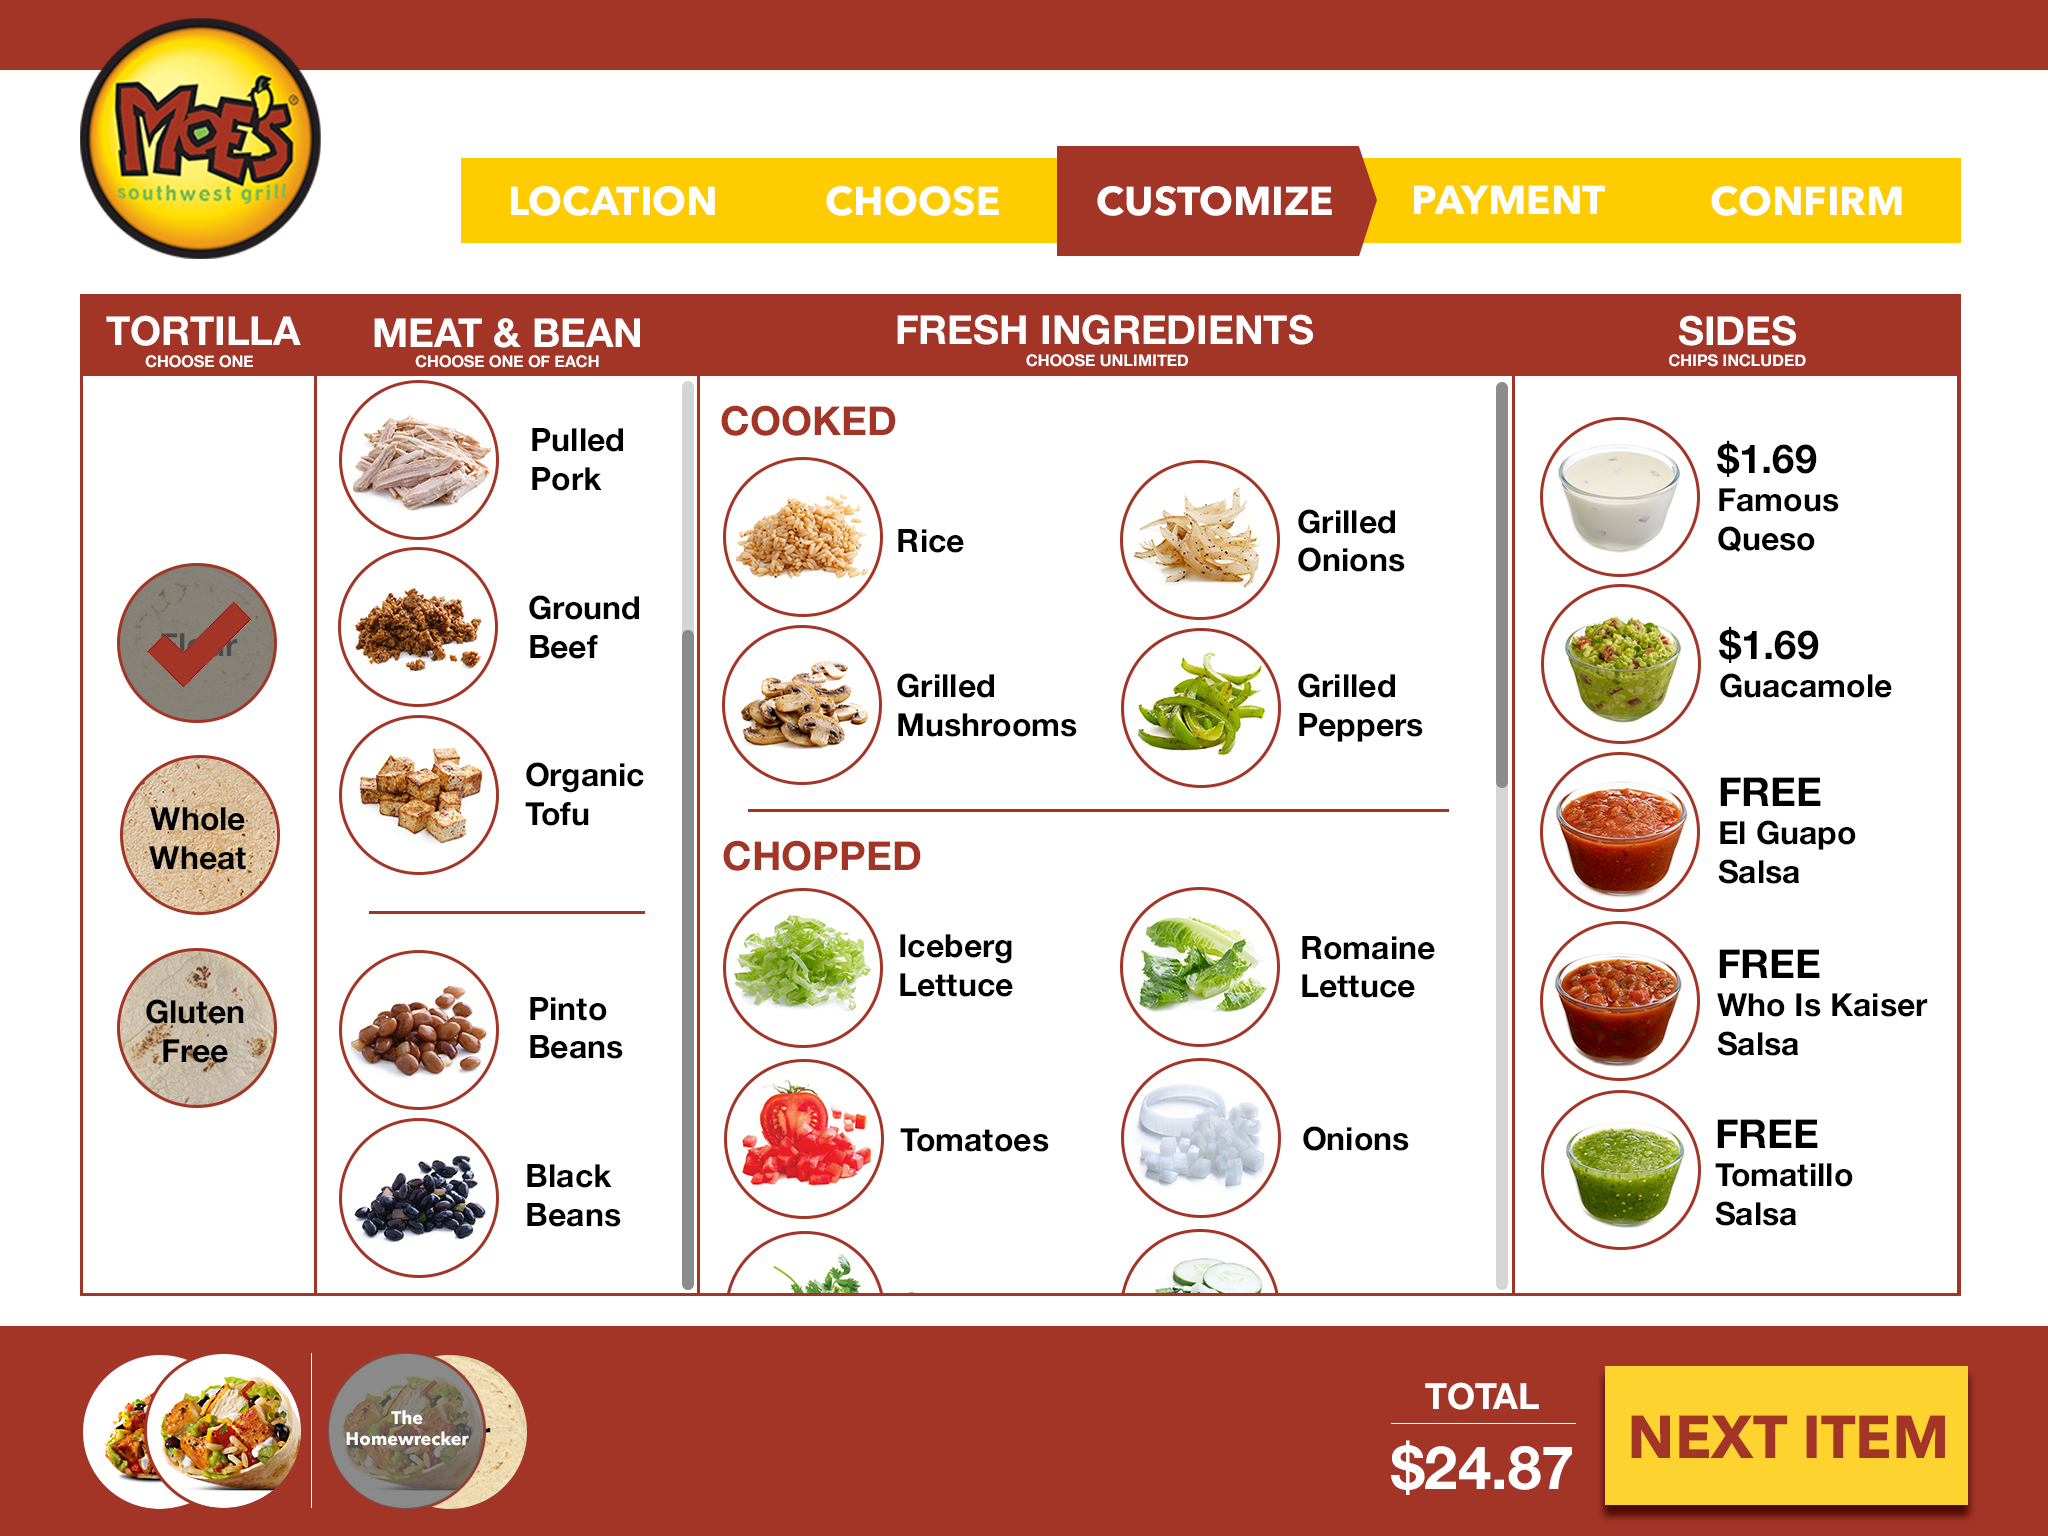 MOE'S®
southwest grill
LOCATION
CHOOSE
CUSTOMIZE
PAYMENT
CONFIRM
TORTILLA
CHOOSE ONE
Flour
Whole
Wheat
Gluten
Free
MEAT & BEAN
CHOOSE ONE OF EACH
Pulled
Pork
Ground
Beef
Organic
Tofu
Pinto
Beans
Black
Beans
FRESH INGREDIENTS
CHOOSE UNLIMITED
COOKED
Rice
Grilled
Onions
Grilled
Mushrooms
Grilled
Peppers
CHOPPED
Iceberg
Lettuce
Romaine
Lettuce
Tomatoes
Onions
SIDES
CHIPS INCLUDED
$1.69
Famous
Queso
$1.69
Guacamole
FREE
El Guapo
Salsa
FREE
Who Is Kaiser
Salsa
FREE
Tomatillo
Salsa
The
Homewrecker
TOTAL
$24.87
NEXT ITEM